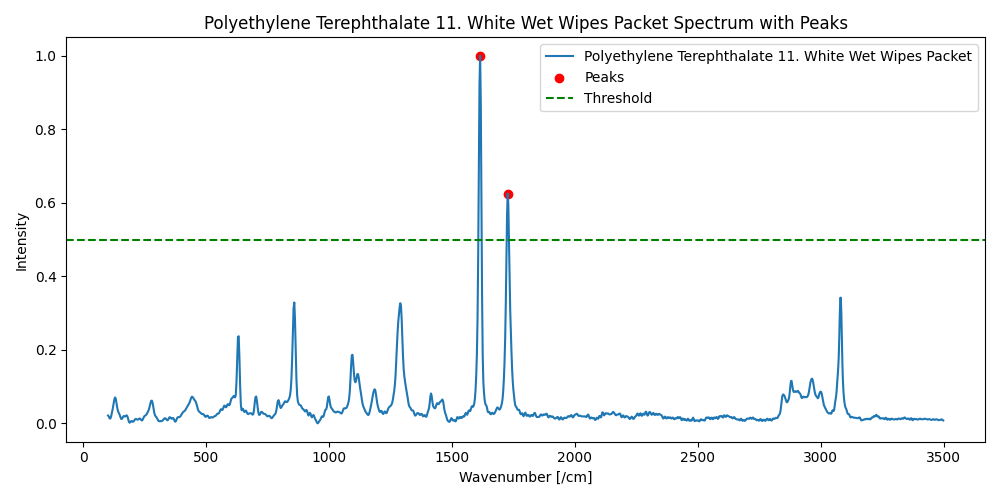 Polyethylene Terephthalate 11. White Wet Wipes Packet Spectrum with Peaks
Polyethylene Terephthalate 11. White Wet Wipes Packet
Peaks
Threshold
Intensity
1.0
0.8
0.6
0.4
0.2
0.0
0 500 1000 1500 2000 2500 3000 3500
Wavenumber [/cm]